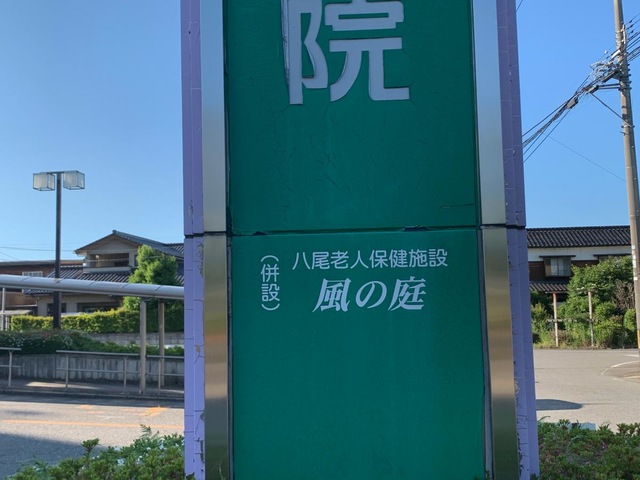 院
(併設)
八尾老人保健施設
風の庭